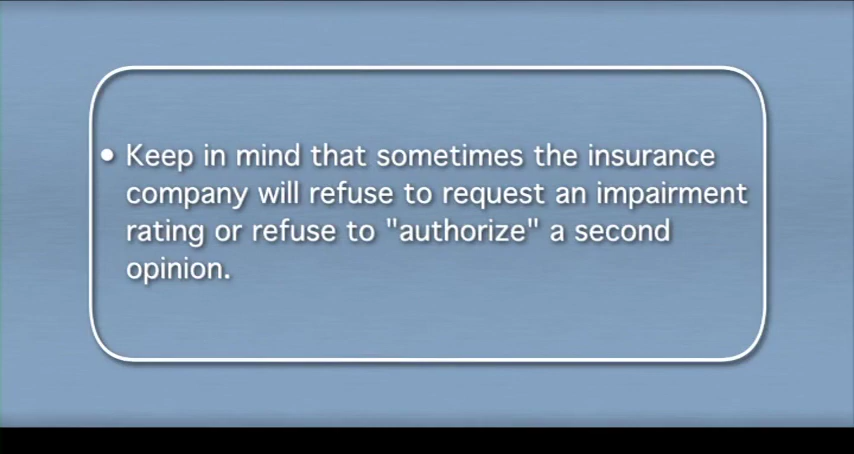 • Keep in mind that sometimes the insurance
company will refuse to request an impairment
rating or refuse to "authorize" a second
opinion.